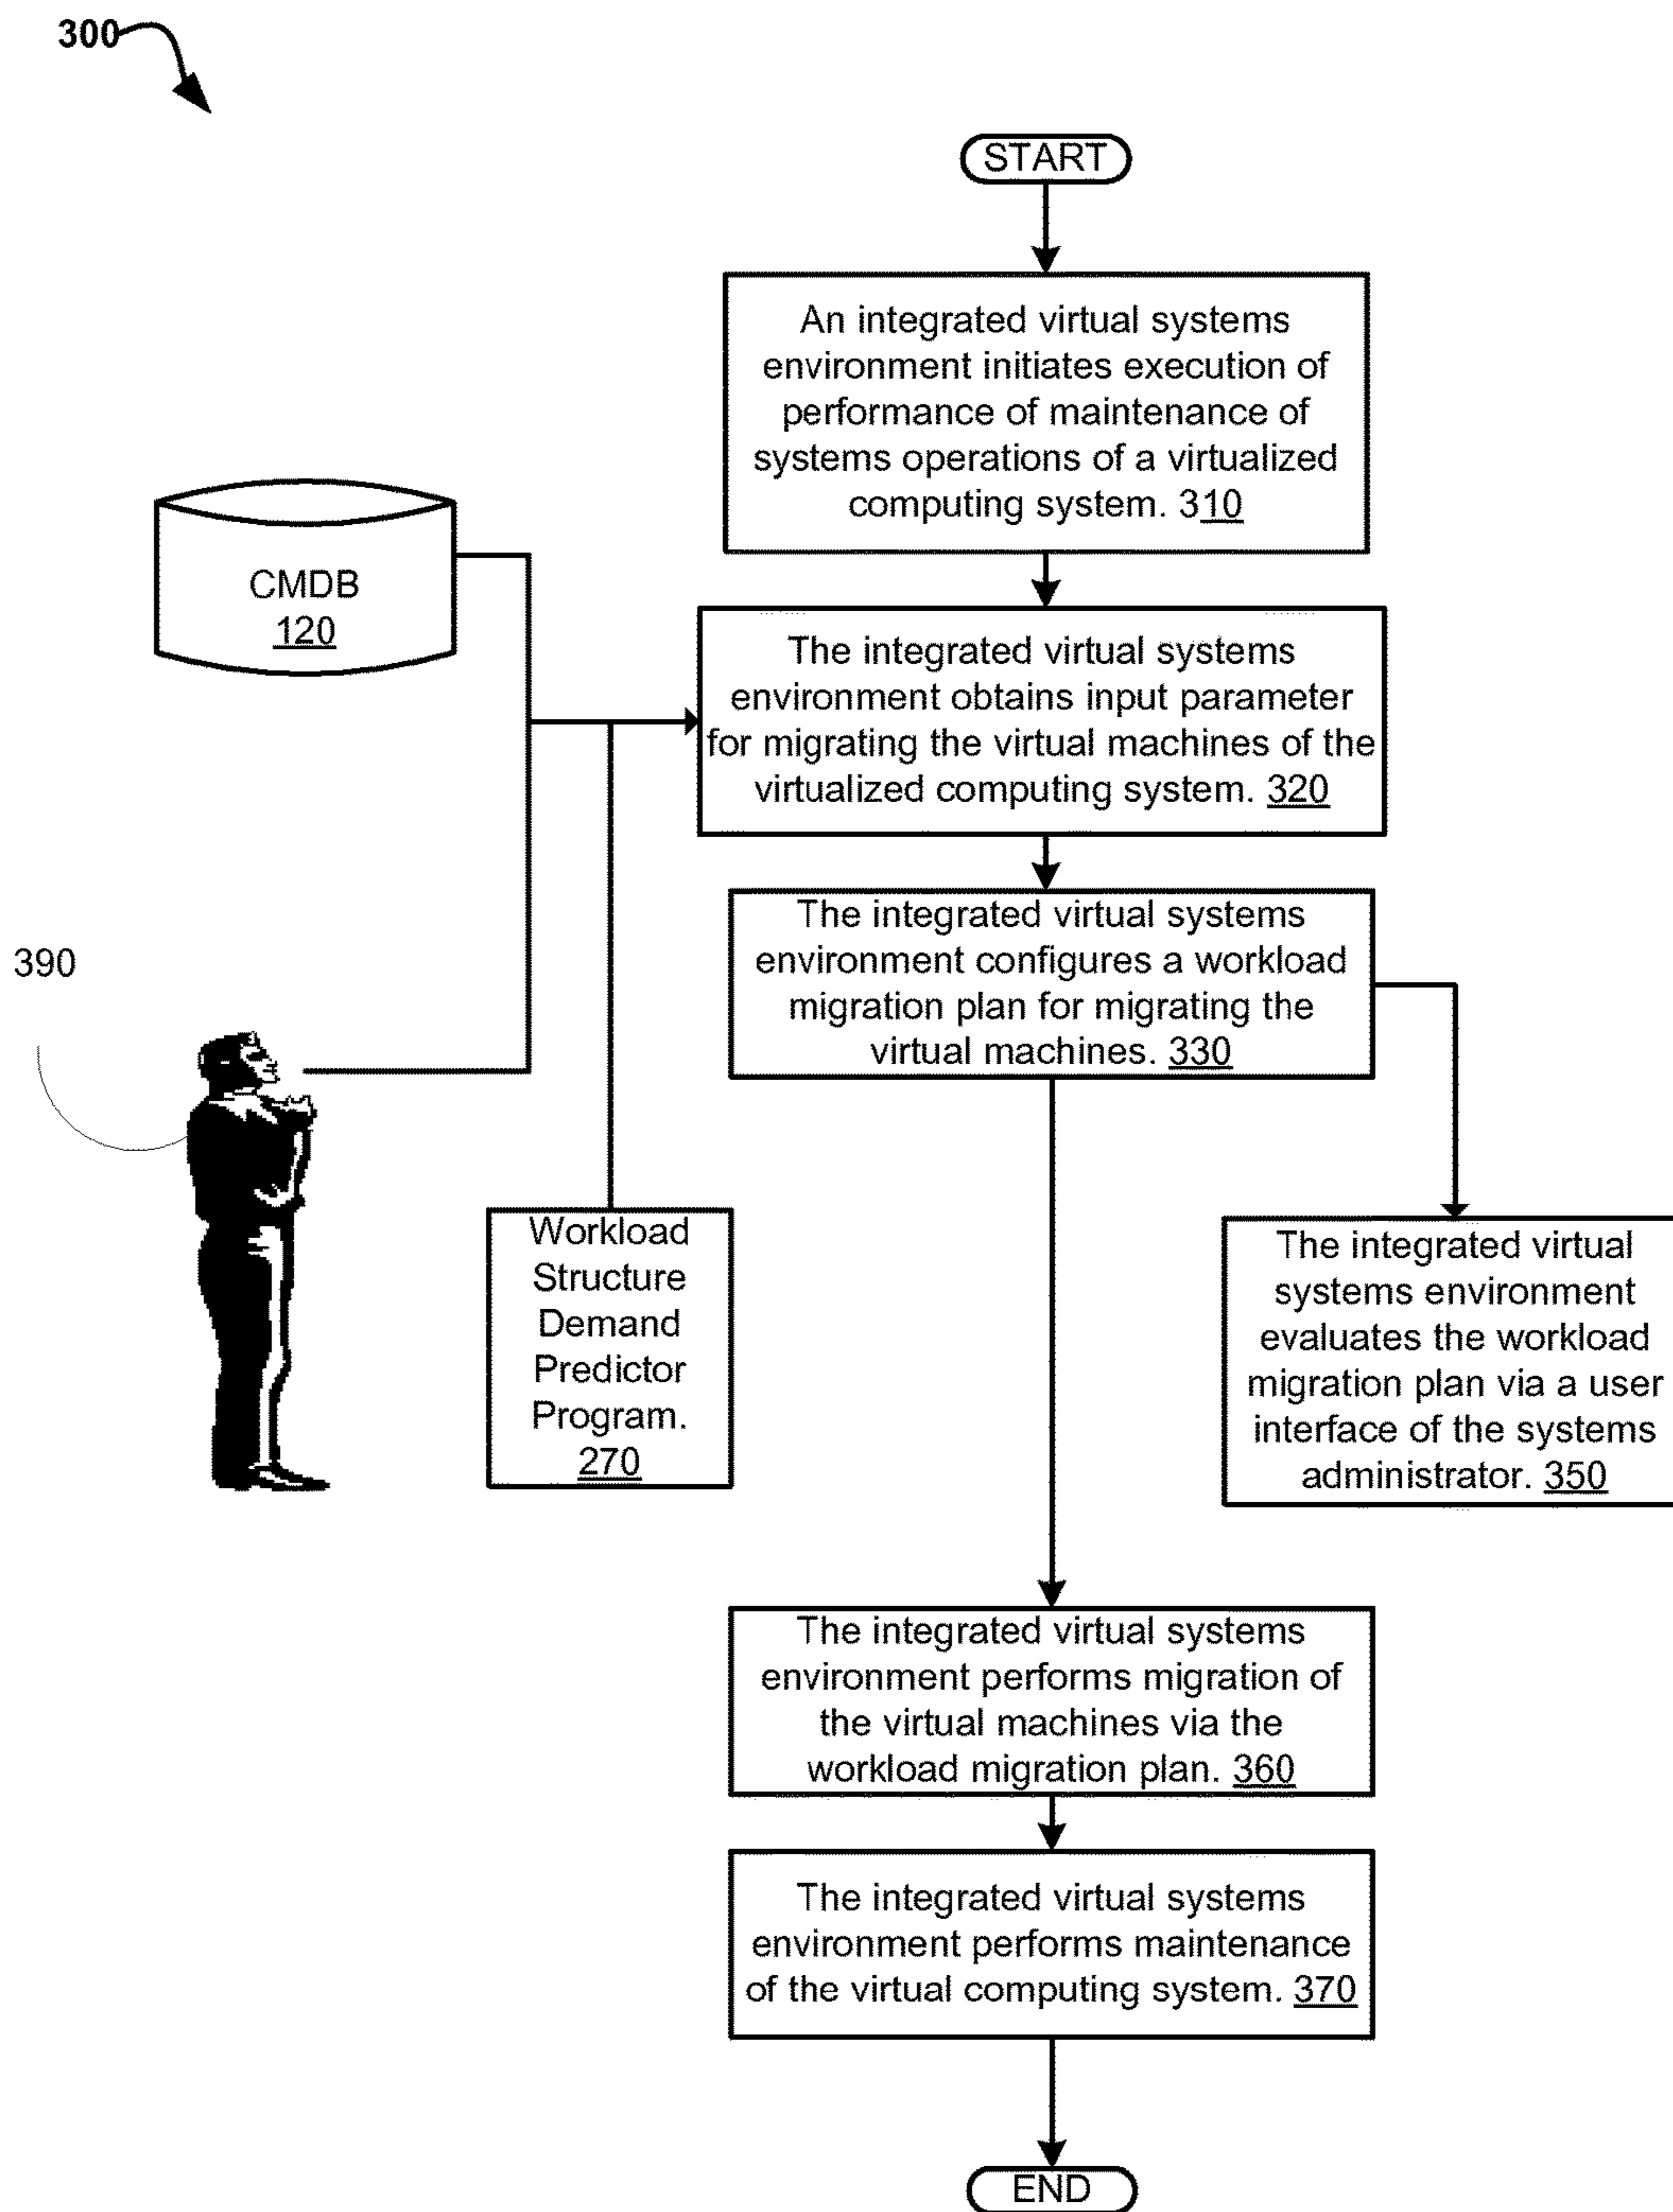 300
START
An integrated virtual systems
environment initiates execution of
performance of maintenance of
systems operations of a virtualized
computing system. 310
CMDB
120
The integrated virtual systems
environment obtains input parameter
for migrating the virtual machines of the
virtualized computing system. 320
The integrated virtual systems
environment configures a workload
migration plan for migrating the
virtual machines. 330
390
Workload
Structure
Demand
Predictor
Program.
270
The integrated virtual
systems environment
evaluates the workload
migration plan via a user
interface of the systems
administrator. 350
The integrated virtual systems
environment performs migration of
the virtual machines via the
workload migration plan. 360
The integrated virtual systems
environment performs maintenance
of the virtual computing system. 370
END